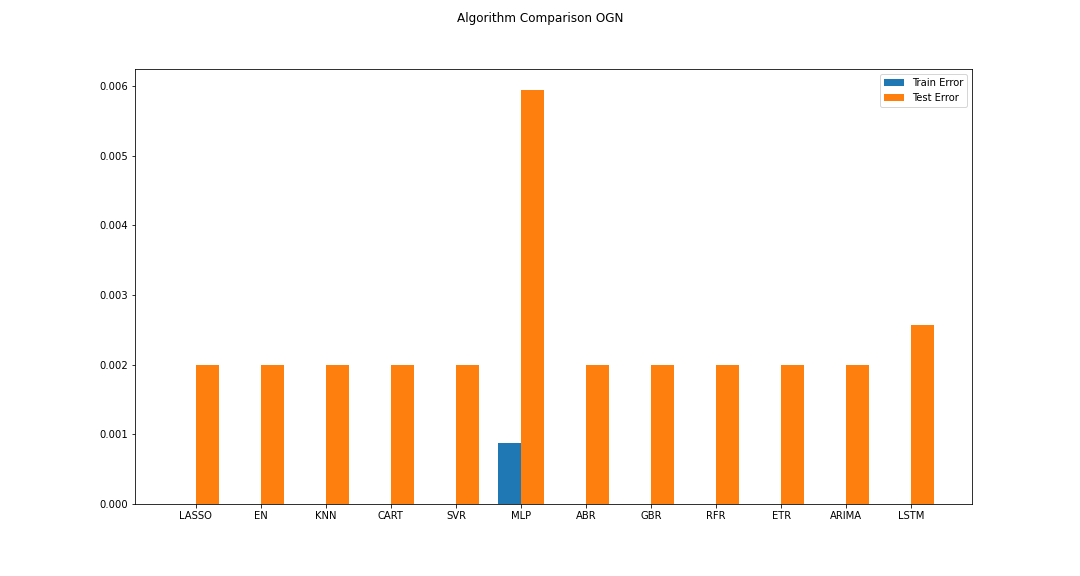 Algorithm Comparison OGN
Train Error
Test Error
0.006
0.005
0.004
0.003
0.002
0.001
0.000
LASSO EN KNN CART SVR MLP ABR GBR RFR ETR ARIMA LSTM